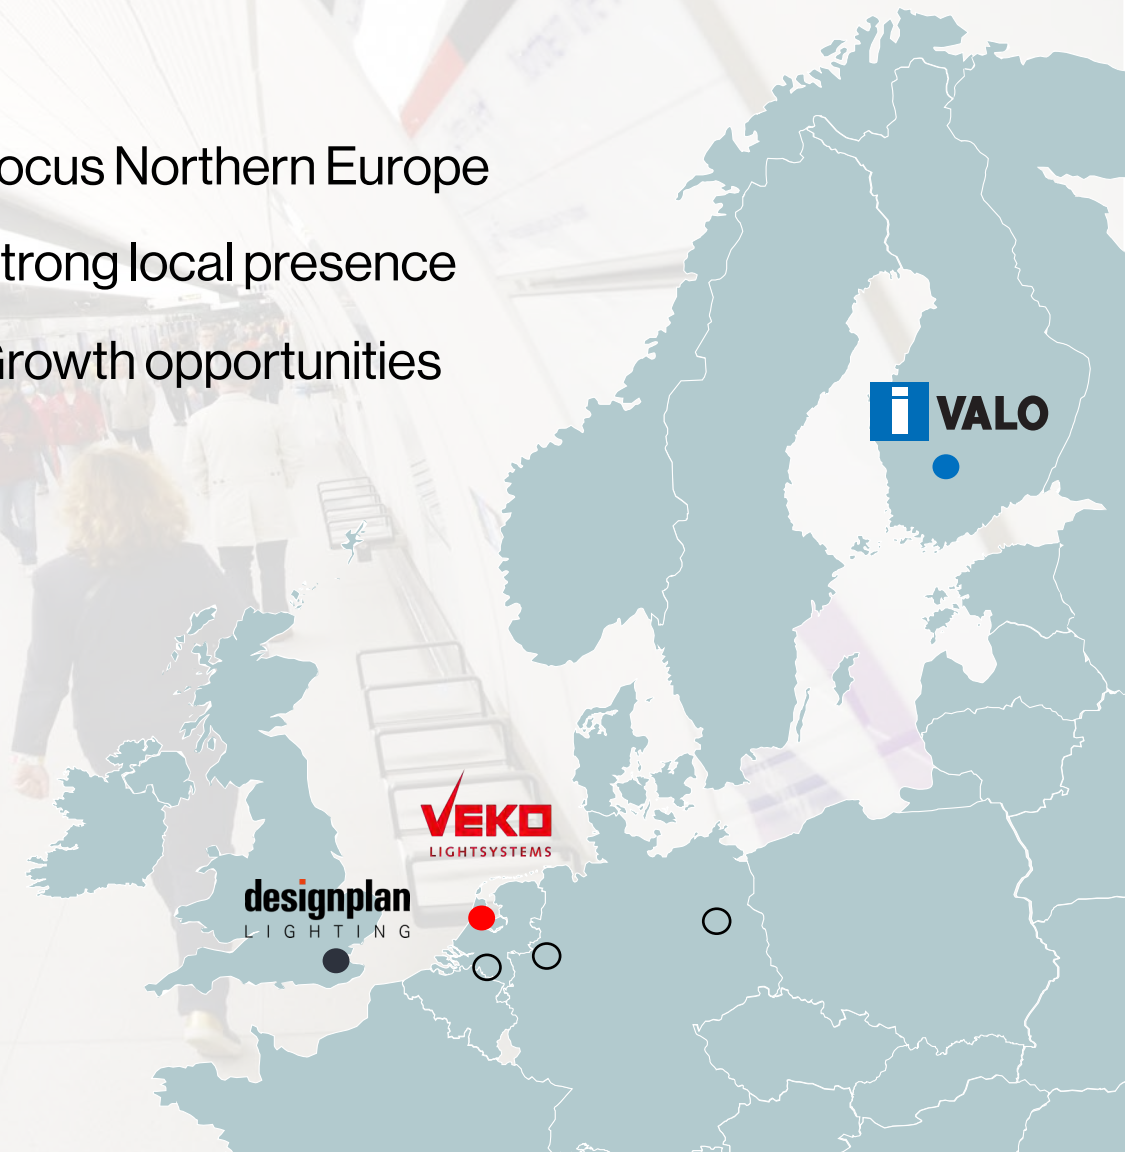 ocus Northern Europe
trong local presence
rowth opportunities
i VALO
VEKO
LIGHTSYSTEMS
designplan
LIGHTING